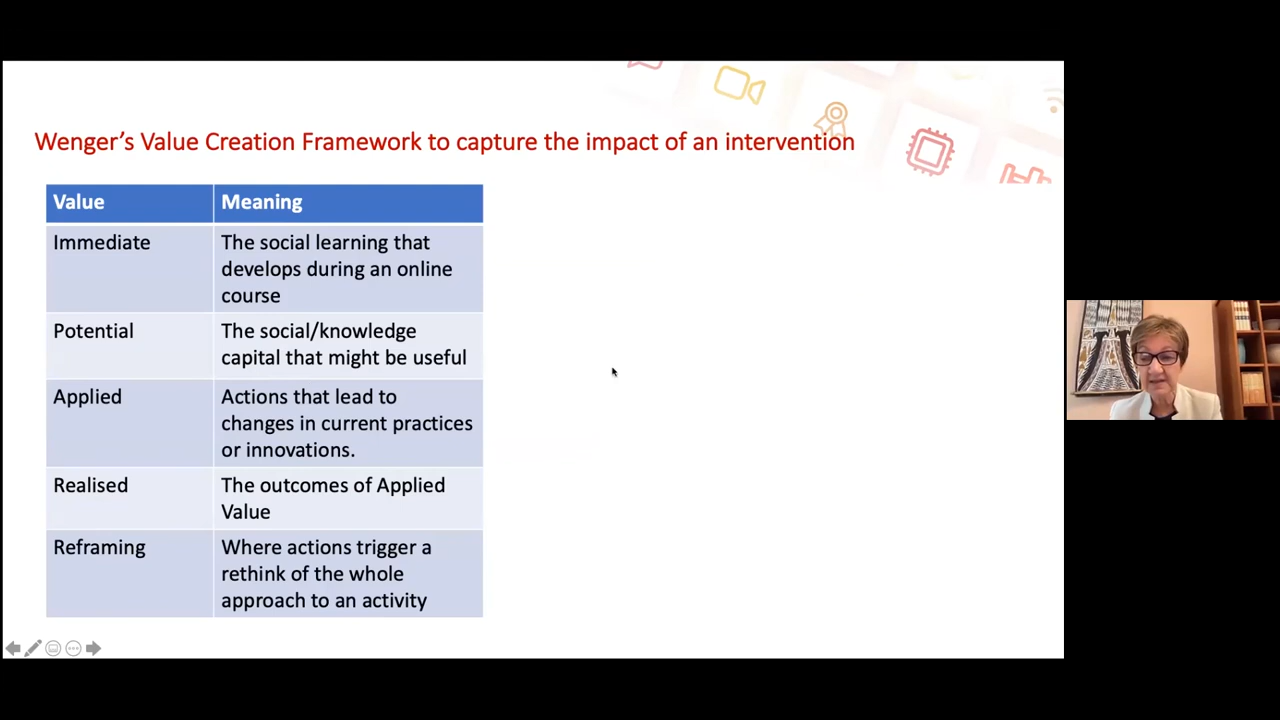 Wenger’s Value Creation Framework to capture the impact of an intervention
Value
Meaning
Immediate
The social learning that
develops during an online
course
Potential
The social/knowledge
capital that might be useful
Applied
Actions that lead to
changes in current practices
or innovations.
Realised
The outcomes of Applied
Value
Reframing
Where actions trigger a
rethink of the whole
approach to an activity